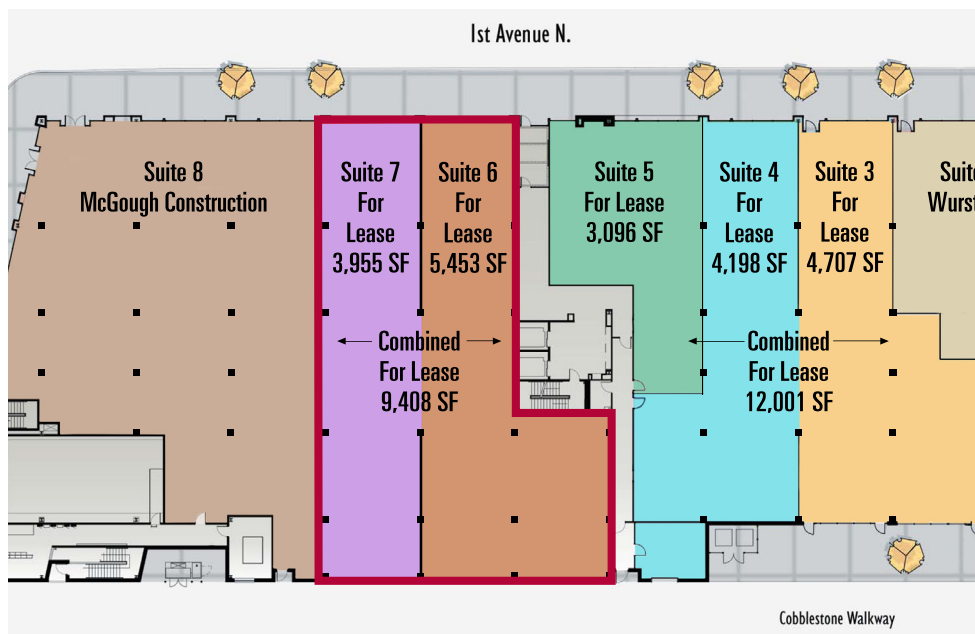 1st Avenue N.
Suite 8
McGough Construction
Suite 7
For
Lease
3,955 SF
Suite 6
For
Lease
5,453 SF
Combined
For Lease
9,408 SF
Suite 5
For Lease
3,096 SF
Suite 4
For
Lease
4,198 SF
Suite 3
For
Lease
4,707 SF
Combined
For Lease
12,001 SF
Suite
Wurst
Cobblestone Walkway